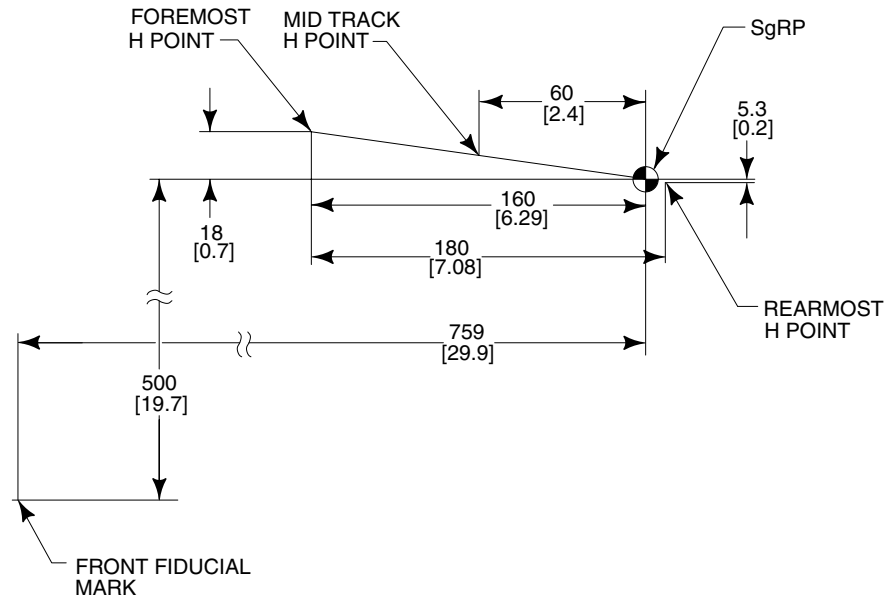 FOREMOST
H POINT
MID TRACK
H POINT
SgRP
60
[2.4]
5.3
[0.2]
160
[6.29]
18
[0.7]
180
[7.08]
REARMOST
H POINT
759
[29.9]
500
[19.7]
FRONT FIDUCIAL
MARK